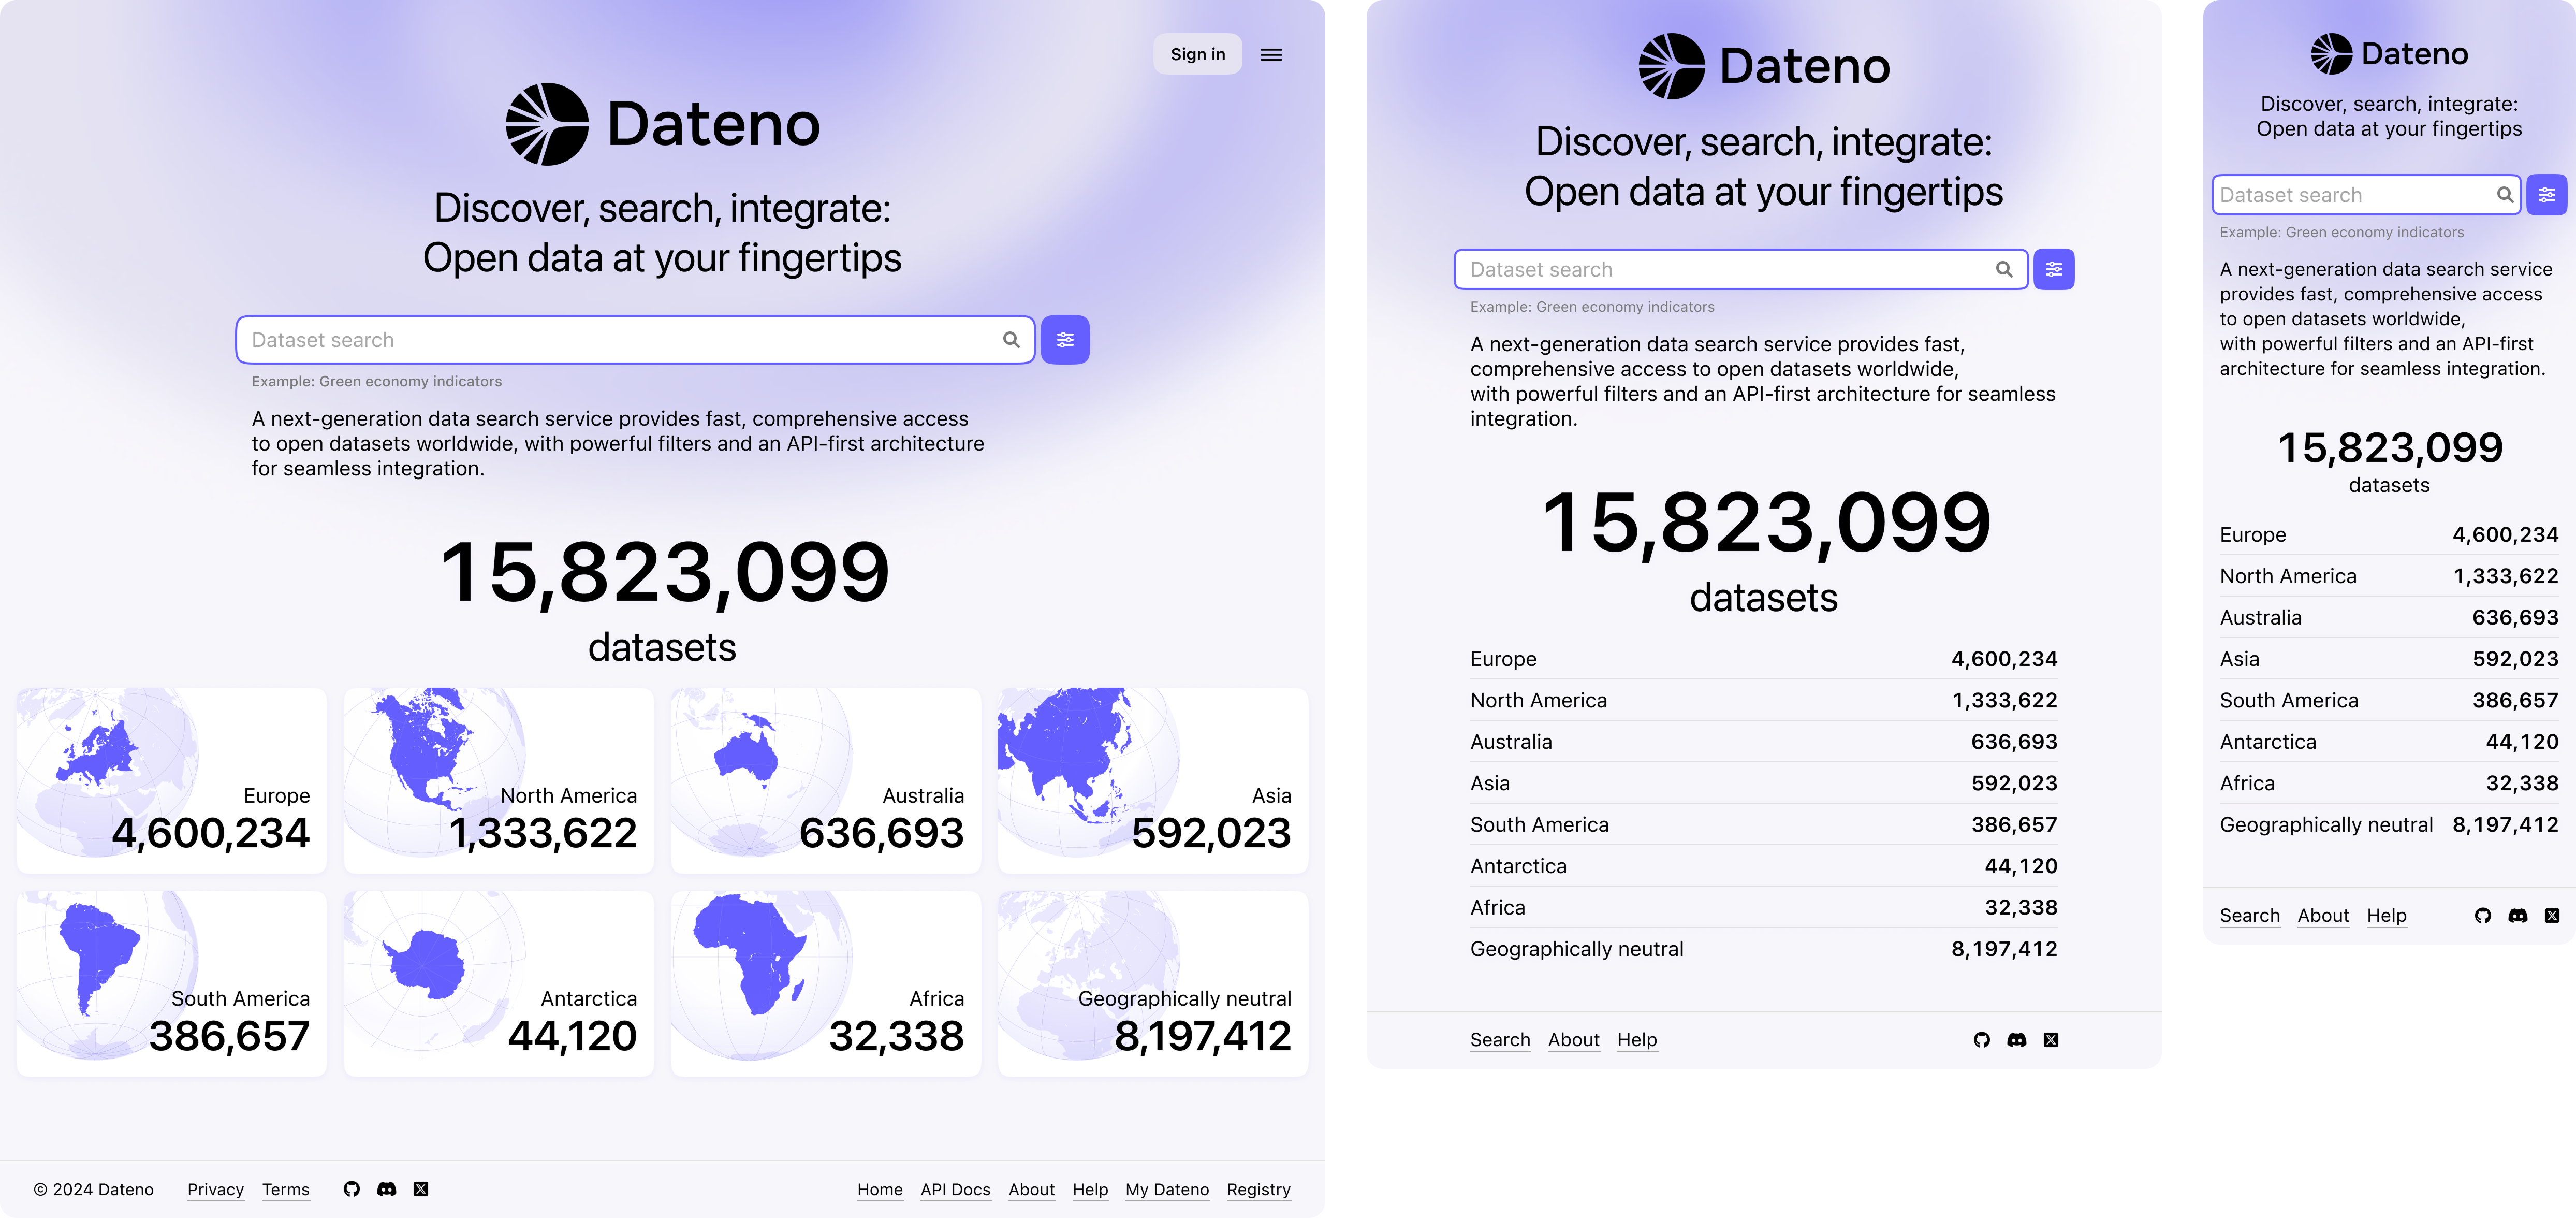 Sign in
Dateno
Discover, search, integrate:
Open data at your fingertips
Dataset search
Example: Green economy indicators
A next-generation data search service provides fast, comprehensive access
to open datasets worldwide, with powerful filters and an API-first architecture
for seamless integration.
15,823,099
datasets
Europe
4,600,234
North America
1,333,622
Australia
636,693
Asia
592,023
South America
386,657
Antarctica
44,120
Africa
32,338
Geographically neutral
8,197,412
© 2024 Dateno Privacy Terms
Home API Docs About Help My Dateno Registry
Dateno
Discover, search, integrate:
Open data at your fingertips
Dataset search
Example: Green economy indicators
A next-generation data search service provides fast,
comprehensive access to open datasets worldwide,
with powerful filters and an API-first architecture for seamless
integration.
15,823,099
datasets
Europe 4,600,234
North America 1,333,622
Australia 636,693
Asia 592,023
South America 386,657
Antarctica 44,120
Africa 32,338
Geographically neutral 8,197,412
Search About Help
Dateno
Discover, search, integrate:
Open data at your fingertips
Dataset search
Example: Green economy indicators
A next-generation data search service
provides fast, comprehensive access
to open datasets worldwide,
with powerful filters and an API-first
architecture for seamless integration.
15,823,099
datasets
Europe 4,600,234
North America 1,333,622
Australia 636,693
Asia 592,023
South America 386,657
Antarctica 44,120
Africa 32,338
Geographically neutral 8,197,412
Search About Help